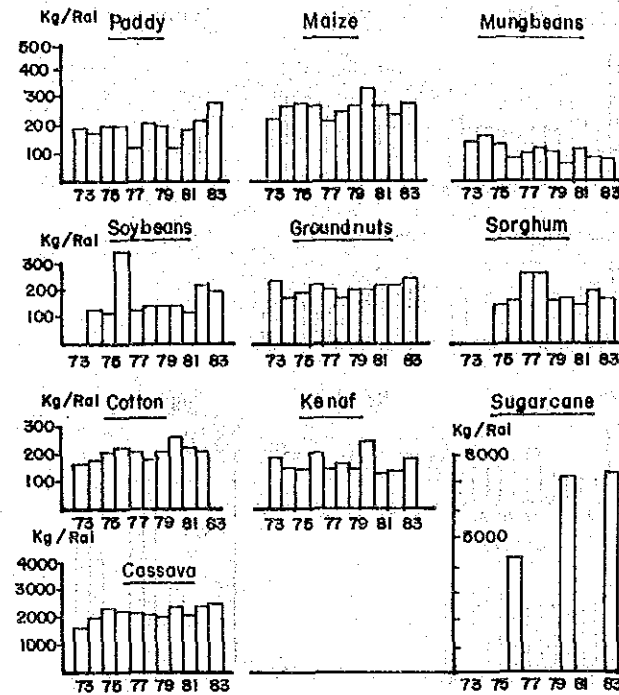 Kg/Rai Paddy Maize Mungbeans
500
400
300
200
100
73 75 77 79 81 83 73 75 77 79 81 83 73 75 77 79 81 83
Kg/Rai Soybeans Groundnuts Sorghum
300
200
100
73 75 77 79 81 83 73 75 77 79 81 83 73 75 77 79 81 83
Kg/Rai Cotton Kenaf Sugarcane
300
200
100
Kg/Rai
8000
5000
73 75 77 79 81 83 73 75 77 79 81 83
Kg/Rai
4000
Cassava
3000
2000
1000
73 75 77 79 81 83 73 75 77 79 81 83